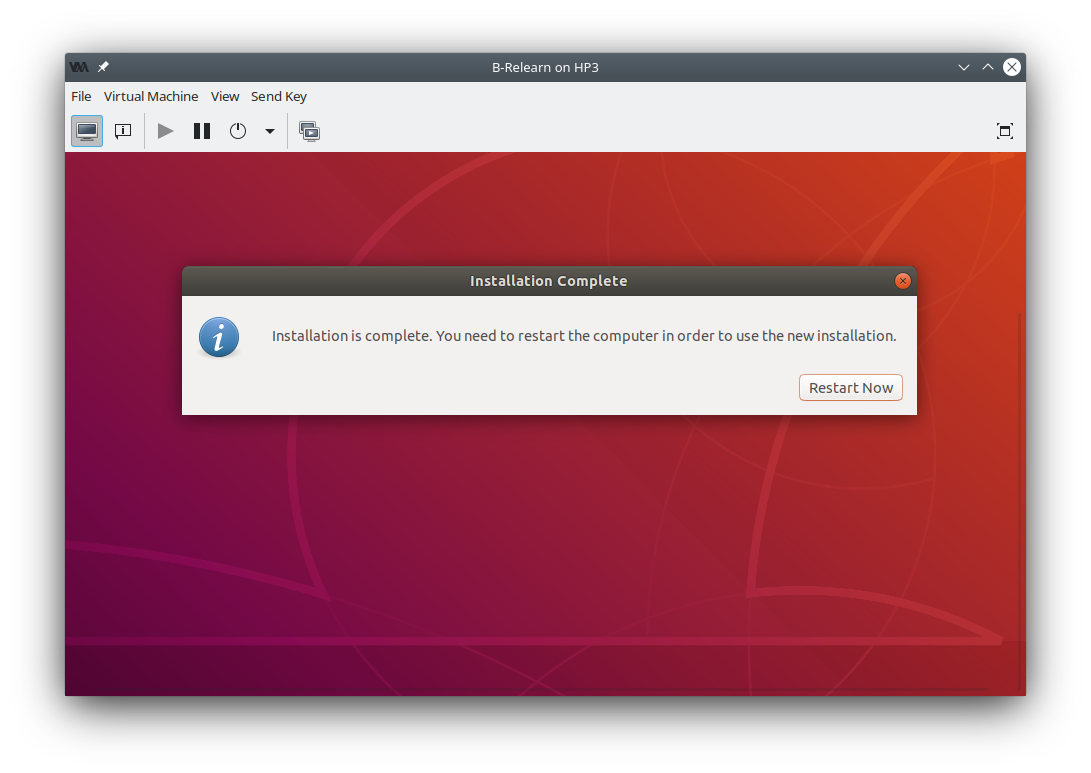 B-Relearn on HP3
File Virtual Machine View Send Key
Installation Complete
Installation is complete. You need to restart the computer in order to use the new installation.
Restart Now